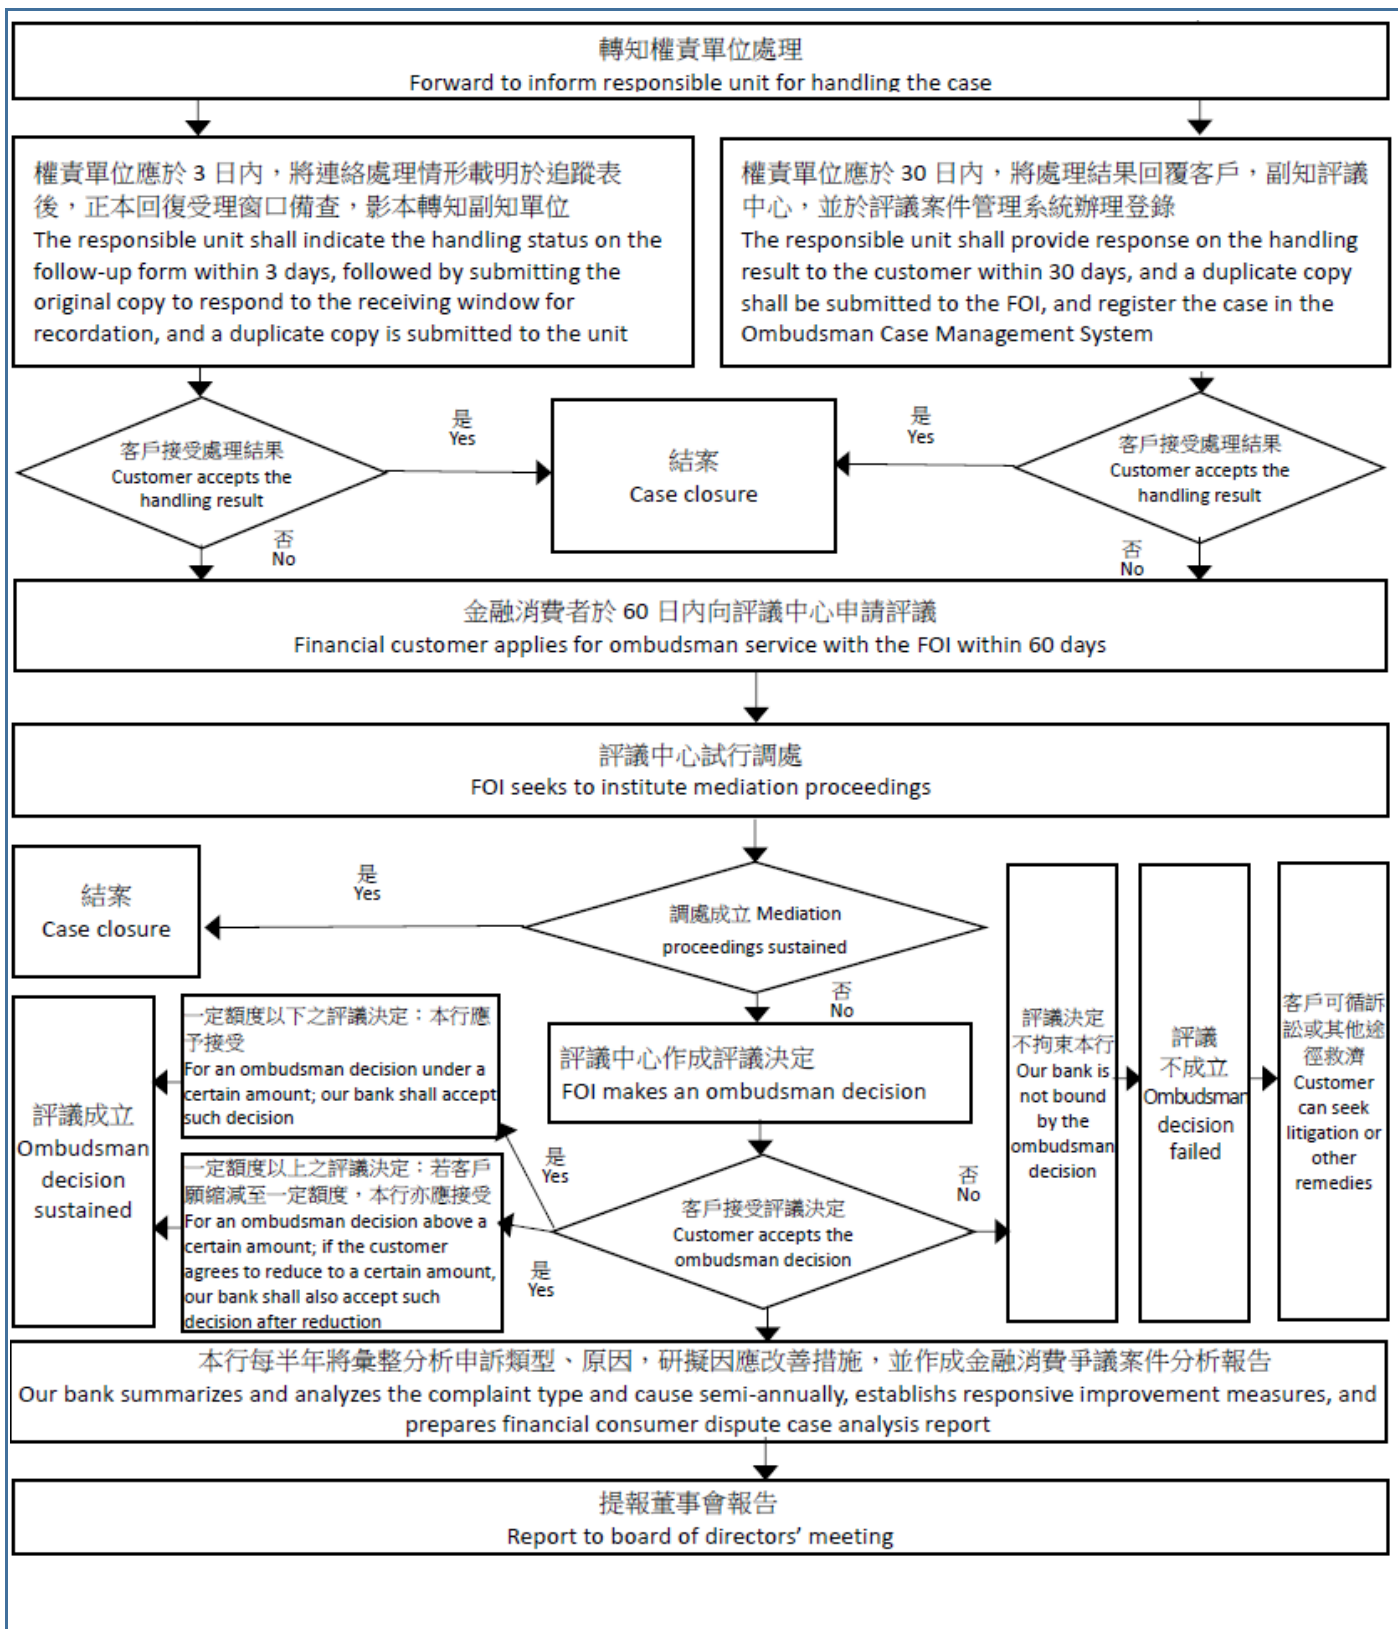 轉知權責單位處理
Forward to inform responsible unit for handling the case
權責單位應於 3 日內，將連絡處理情形載明於追蹤表
後，正本回復受理窗口備查，影本轉知副知單位
The responsible unit shall indicate the handling status on the
follow-up form within 3 days, followed by submitting the
original copy to respond to the receiving window for
recordation, and a duplicate copy is submitted to the unit
權責單位應於 30 日內，將處理結果回覆客戶，副知評議
中心，並於評議案件管理系統辦理登錄
The responsible unit shall provide response on the handling
result to the customer within 30 days, and a duplicate copy
shall be submitted to the FOI, and register the case in the
Ombudsman Case Management System
客戶接受處理結果
Customer accepts the
handling result
是
Yes
結案
Case closure
是
Yes
客戶接受處理結果
Customer accepts the
handling result
否
No
否
No
金融消費者於 60 日內向評議中心申請評議
Financial customer applies for ombudsman service with the FOI within 60 days
評議中心試行調處
FOI seeks to institute mediation proceedings
結案
Case closure
是
Yes
調處成立 Mediation
proceedings sustained
否
No
評議中心作成評議決定
FOI makes an ombudsman decision
評議成立
Ombudsman
decision
sustained
一定額度以下之評議決定：本行應
予接受
For an ombudsman decision under a
certain amount; our bank shall accept
such decision
一定額度以上之評議決定：若客戶
願縮減至一定額度，本行亦應接受
For an ombudsman decision above a
certain amount; if the customer
agrees to reduce to a certain amount,
our bank shall also accept such
decision after reduction
是
Yes
是
Yes
客戶接受評議決定
Customer accepts the
ombudsman decision
否
No
評議決定
不拘束本行
Our bank is
not bound
by the
ombudsman
decision
評議
不成立
Ombudsman
decision
failed
客戶可循訴
訟或其他途
徑救濟
Customer
can seek
litigation or
other
remedies
本行每半年將彙整分析申訴類型、原因，研擬因應改善措施，並作成金融消費爭議案件分析報告
Our bank summarizes and analyzes the complaint type and cause semi-annually, establishs responsive improvement measures, and
prepares financial consumer dispute case analysis report
提報董事會報告
Report to board of directors’ meeting